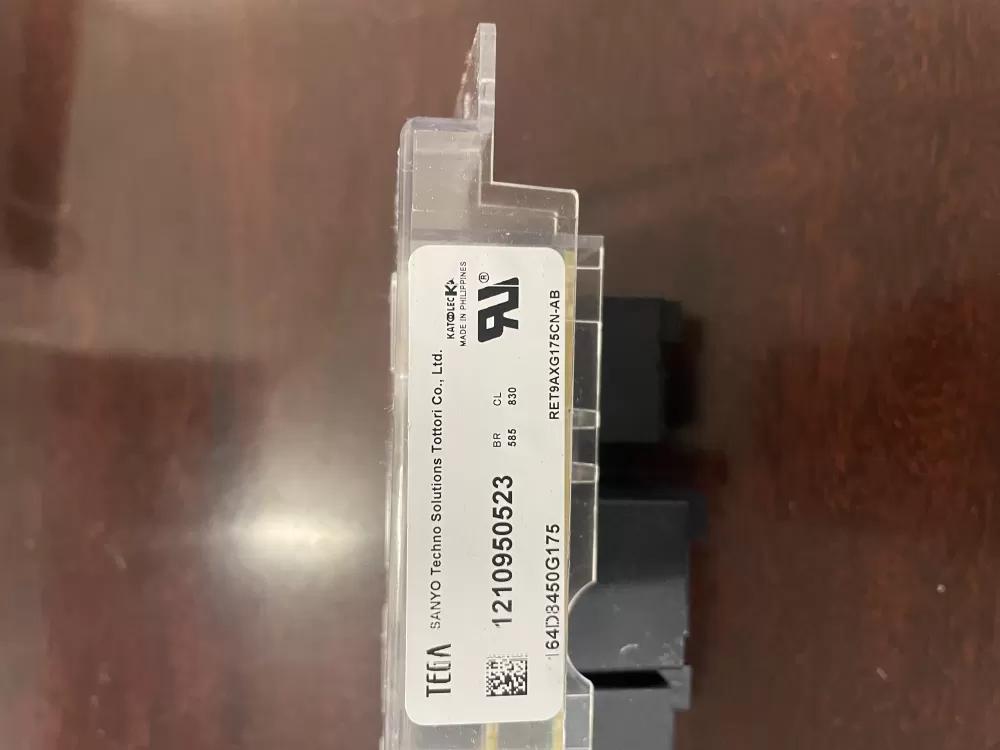 TEGA SANYO Techno Solutions Tottori Co., Ltd.
KATOLEC K
MADE IN PHILIPPINES
1210950523
BR CL
585 830
RU ®
164D8450G175 RET9AXG175CN-AB